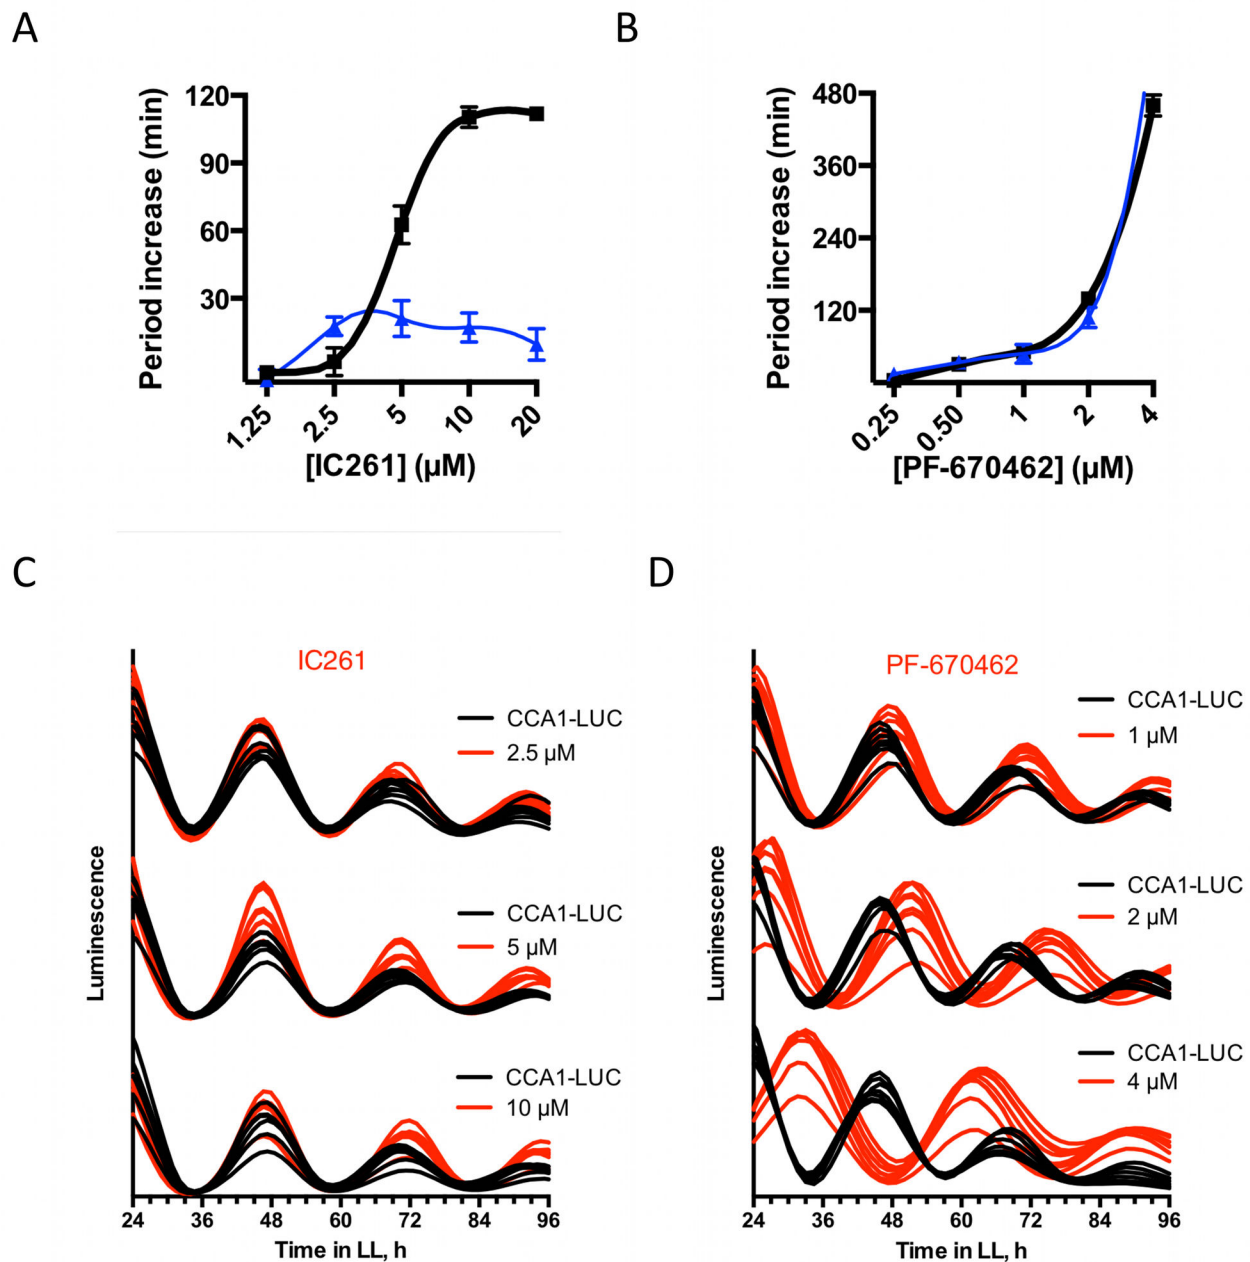 A
B
Period increase (min)
120
90
60
30
1.25
2.5
5
10
20
[IC261] (µM)
Period increase (min)
480
360
240
120
0.25
0.50
1
2
4
[PF-670462] (µM)
C
D
IC261
CCA1-LUC
2.5 µM
CCA1-LUC
5 µM
CCA1-LUC
10 µM
Luminescence
24 36 48 60 72 84 96
Time in LL, h
PF-670462
CCA1-LUC
1 µM
CCA1-LUC
2 µM
CCA1-LUC
4 µM
Luminescence
24 36 48 60 72 84 96
Time in LL, h